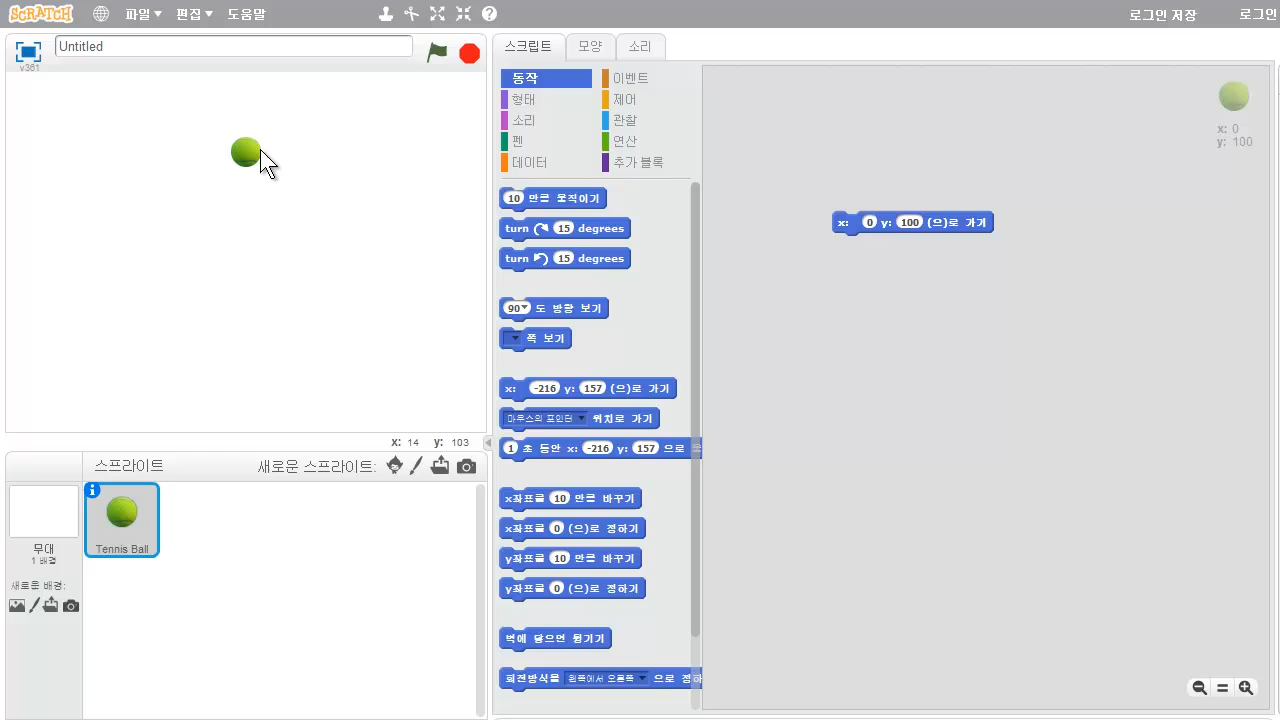 SCRATCH 파일 편집 도움말 로그인 저장 로그인
v361 Untitled
스크립트 모양 소리
동작 이벤트
형태 제어
소리 관찰
펜 연산
데이터 추가 블록
10 만큼 움직이기
turn 15 degrees
turn 15 degrees
90 도 방향 보기
쪽 보기
x: -216 y: 157 (으)로 가기
마우스의 포인터 위치로 가기
1 초 동안 x: -216 y: 157 으로
x좌표를 10 만큼 바꾸기
x좌표를 0 (으)로 정하기
y좌표를 10 만큼 바꾸기
y좌표를 0 (으)로 정하기
벽에 닿으면 튕기기
회전방식을 왼쪽에서 오른쪽 으로 정하
x: 0 y: 100 (으)로 가기
x: 0
y: 100
x: 14 y: 103
스프라이트 새로운 스프라이트:
Tennis Ball
무대
1 배경
새로운 배경: